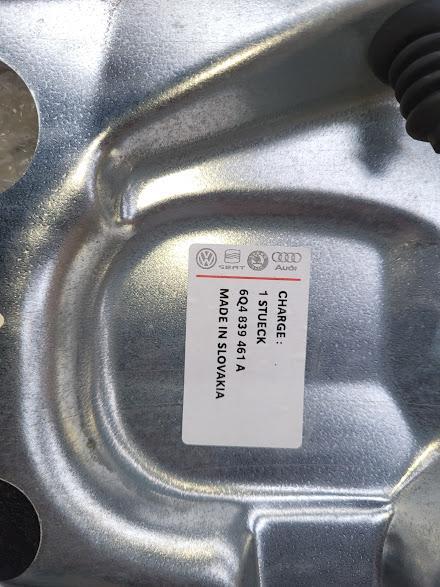 SEAT Audi
CHARGE :
1 STUECK
6Q4 839 461 A
MADE IN SLOVAKIA